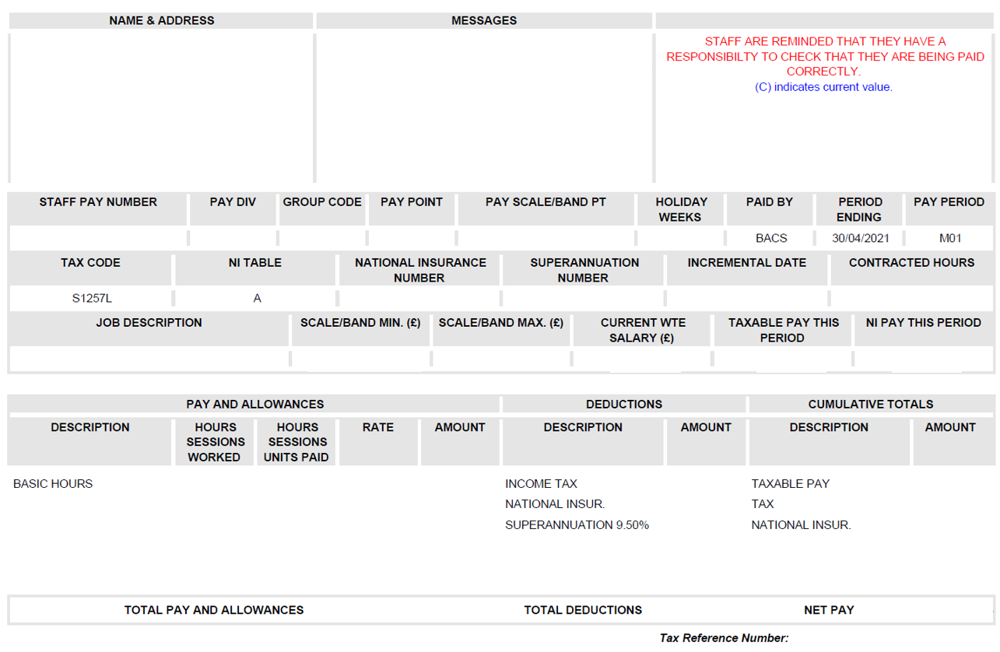 NAME & ADDRESS MESSAGES
STAFF ARE REMINDED THAT THEY HAVE A
RESPONSIBILTY TO CHECK THAT THEY ARE BEING PAID
CORRECTLY.
(C) indicates current value.
STAFF PAY NUMBER PAY DIV GROUP CODE PAY POINT PAY SCALE/BAND PT HOLIDAY WEEKS PAID BY PERIOD ENDING PAY PERIOD
BACS 30/04/2021 M01
TAX CODE NI TABLE NATIONAL INSURANCE NUMBER SUPERANNUATION NUMBER INCREMENTAL DATE CONTRACTED HOURS
S1257L A
JOB DESCRIPTION SCALE/BAND MIN. (£) SCALE/BAND MAX. (£) CURRENT WTE SALARY (£) TAXABLE PAY THIS PERIOD NI PAY THIS PERIOD
PAY AND ALLOWANCES DEDUCTIONS CUMULATIVE TOTALS
DESCRIPTION HOURS SESSIONS WORKED HOURS SESSIONS UNITS PAID RATE AMOUNT DESCRIPTION AMOUNT DESCRIPTION AMOUNT
BASIC HOURS INCOME TAX TAXABLE PAY
NATIONAL INSUR. TAX
SUPERANNUATION 9.50% NATIONAL INSUR.
TOTAL PAY AND ALLOWANCES TOTAL DEDUCTIONS NET PAY
Tax Reference Number: